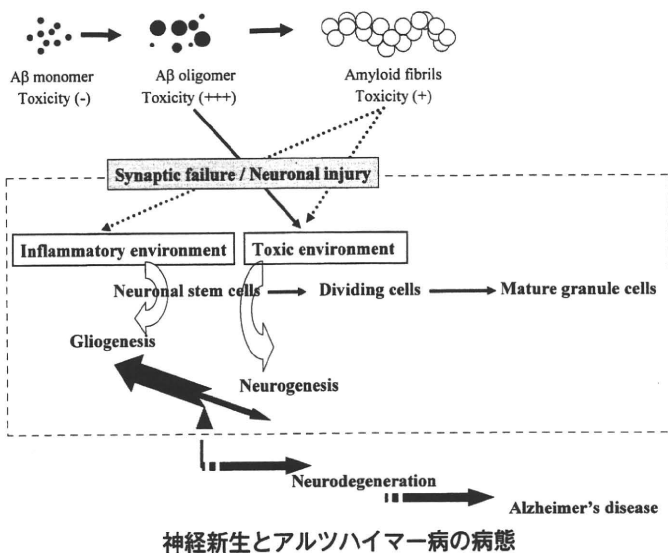 Aβ monomer
Toxicity (-)
Aβ oligomer
Toxicity (+++)
Amyloid fibrils
Toxicity (+)
Synaptic failure / Neuronal injury
Inflammatory environment
Toxic environment
Neuronal stem cells
Dividing cells
Mature granule cells
Gliogenesis
Neurogenesis
Neurodegeneration
Alzheimer's disease
神経新生とアルツハイマー病の病態